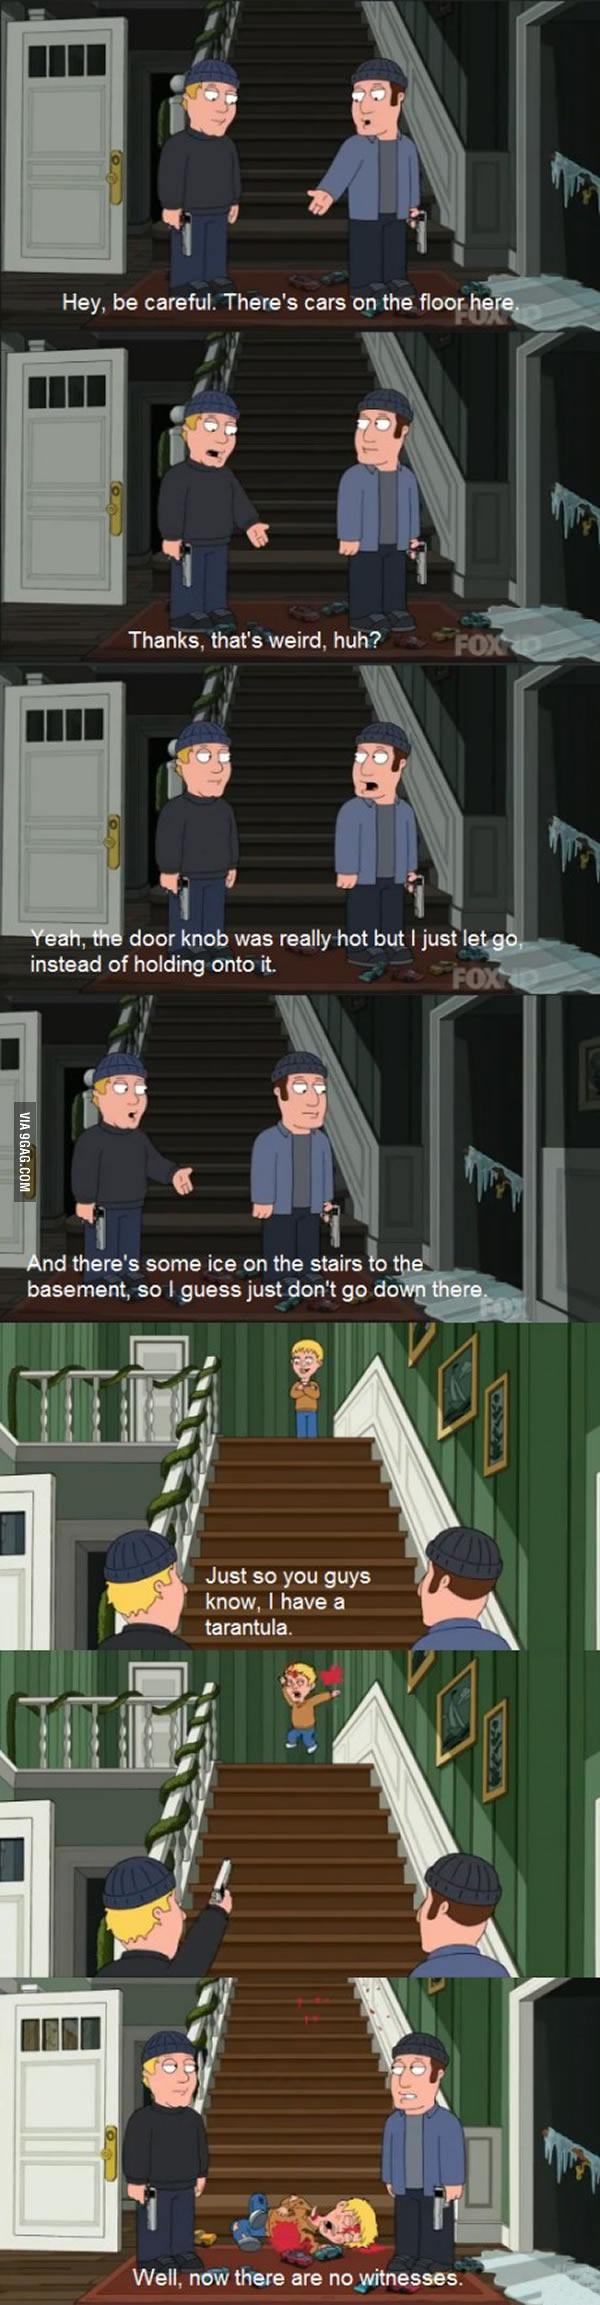 Hey, be careful. There's cars on the floor here.
FOX HD
Thanks, that's weird, huh?
FOX HD
Yeah, the door knob was really hot but I just let go,
instead of holding onto it.
FOX HD
VIA 9GAG.COM
And there's some ice on the stairs to the
basement, so I guess just don't go down there.
FOX
Just so you guys
know, I have a
tarantula.
Well, now there are no witnesses.